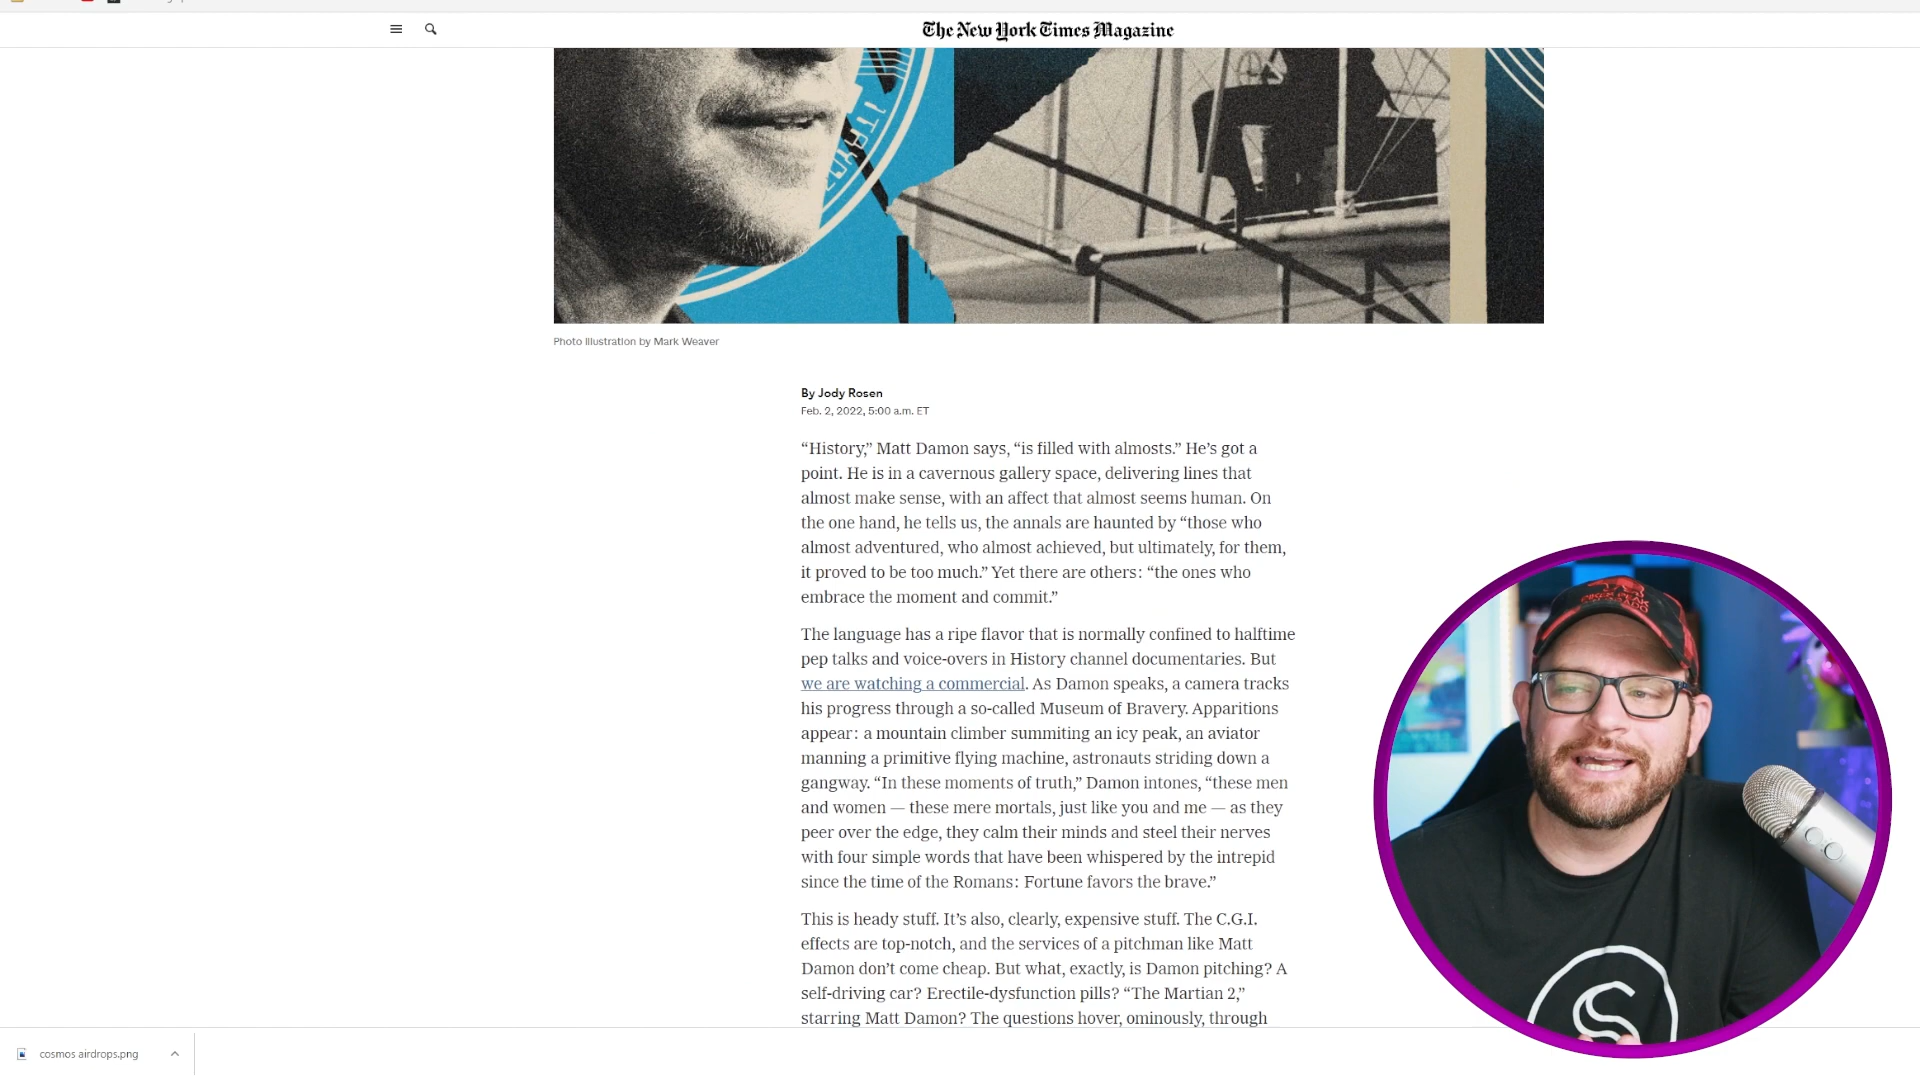 The New York Times Magazine
Photo Illustration by Mark Weaver
By Jody Rosen
Feb. 2, 2022, 5:00 a.m. ET
“History,” Matt Damon says, “is filled with almosts.” He’s got a
point. He is in a cavernous gallery space, delivering lines that
almost make sense, with an affect that almost seems human. On
the one hand, he tells us, the annals are haunted by “those who
almost adventured, who almost achieved, but ultimately, for them,
it proved to be too much.” Yet there are others: “the ones who
embrace the moment and commit.”
The language has a ripe flavor that is normally confined to halftime
pep talks and voice-overs in History channel documentaries. But
we are watching a commercial. As Damon speaks, a camera tracks
his progress through a so-called Museum of Bravery. Apparitions
appear: a mountain climber summiting an icy peak, an aviator
manning a primitive flying machine, astronauts striding down a
gangway. “In these moments of truth,” Damon intones, “these men
and women — these mere mortals, just like you and me — as they
peer over the edge, they calm their minds and steel their nerves
with four simple words that have been whispered by the intrepid
since the time of the Romans: Fortune favors the brave.”
This is heady stuff. It’s also, clearly, expensive stuff. The C.G.I.
effects are top-notch, and the services of a pitchman like Matt
Damon don’t come cheap. But what, exactly, is Damon pitching? A
self-driving car? Erectile-dysfunction pills? “The Martian 2,”
starring Matt Damon? The questions hover, ominously, through
cosmos airdrops.png